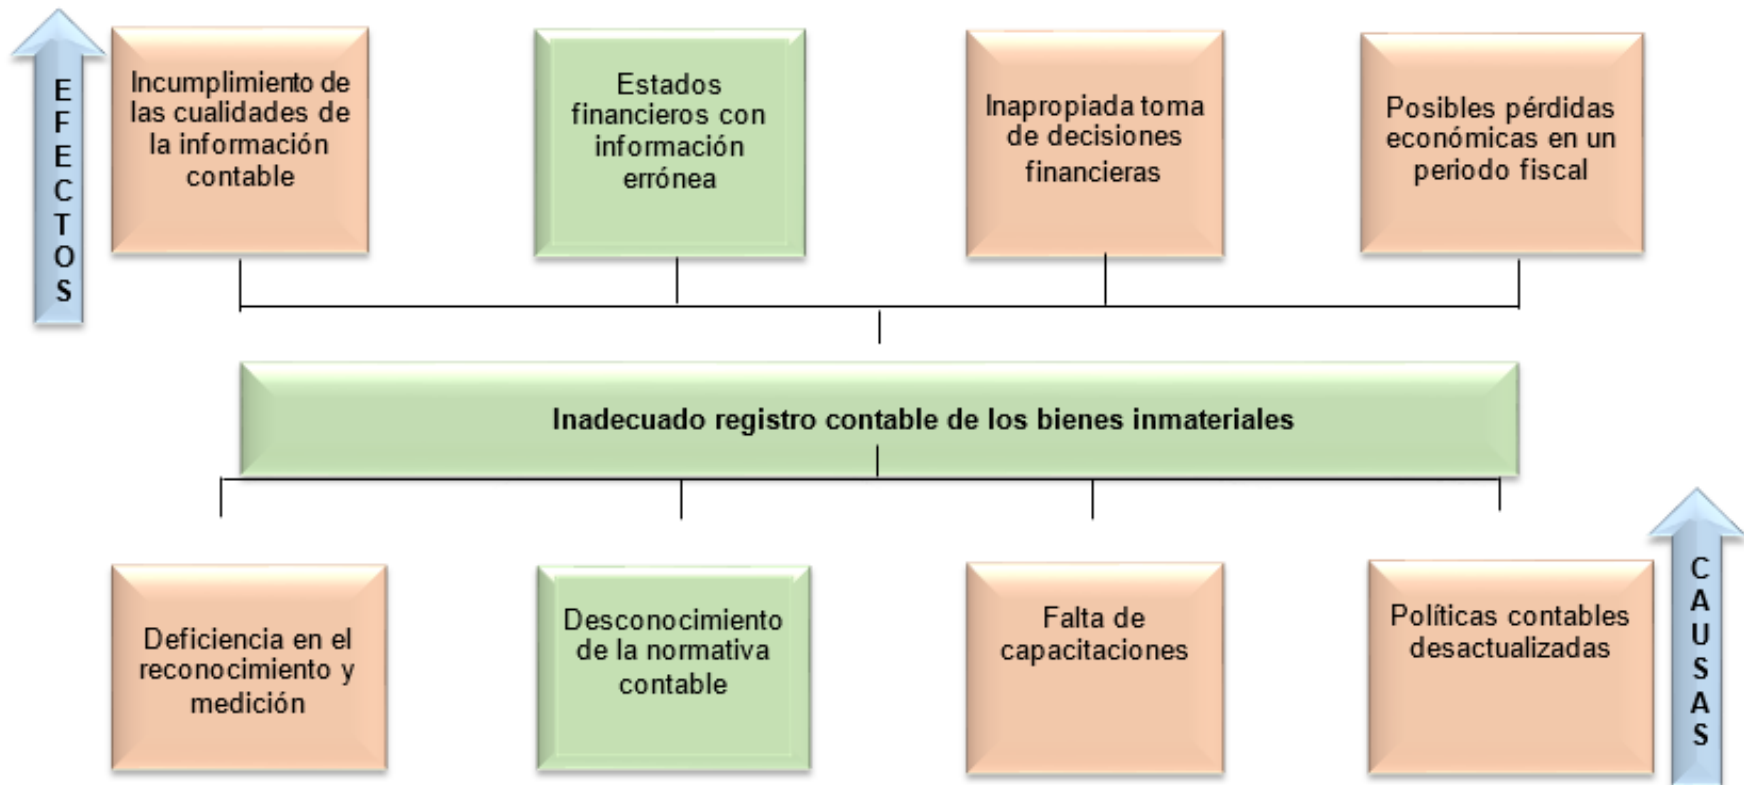 EFECTOS
Incumplimiento de
las cualidades de
la información
contable
Estados
financieros con
información
errónea
Inapropiada toma
de decisiones
financieras
Posibles pérdidas
económicas en un
periodo fiscal
Inadecuado registro contable de los bienes inmateriales
Deficiencia en el
reconocimiento y
medición
Desconocimiento
de la normativa
contable
Falta de
capacitaciones
Políticas contables
desactualizadas
CAUSAS